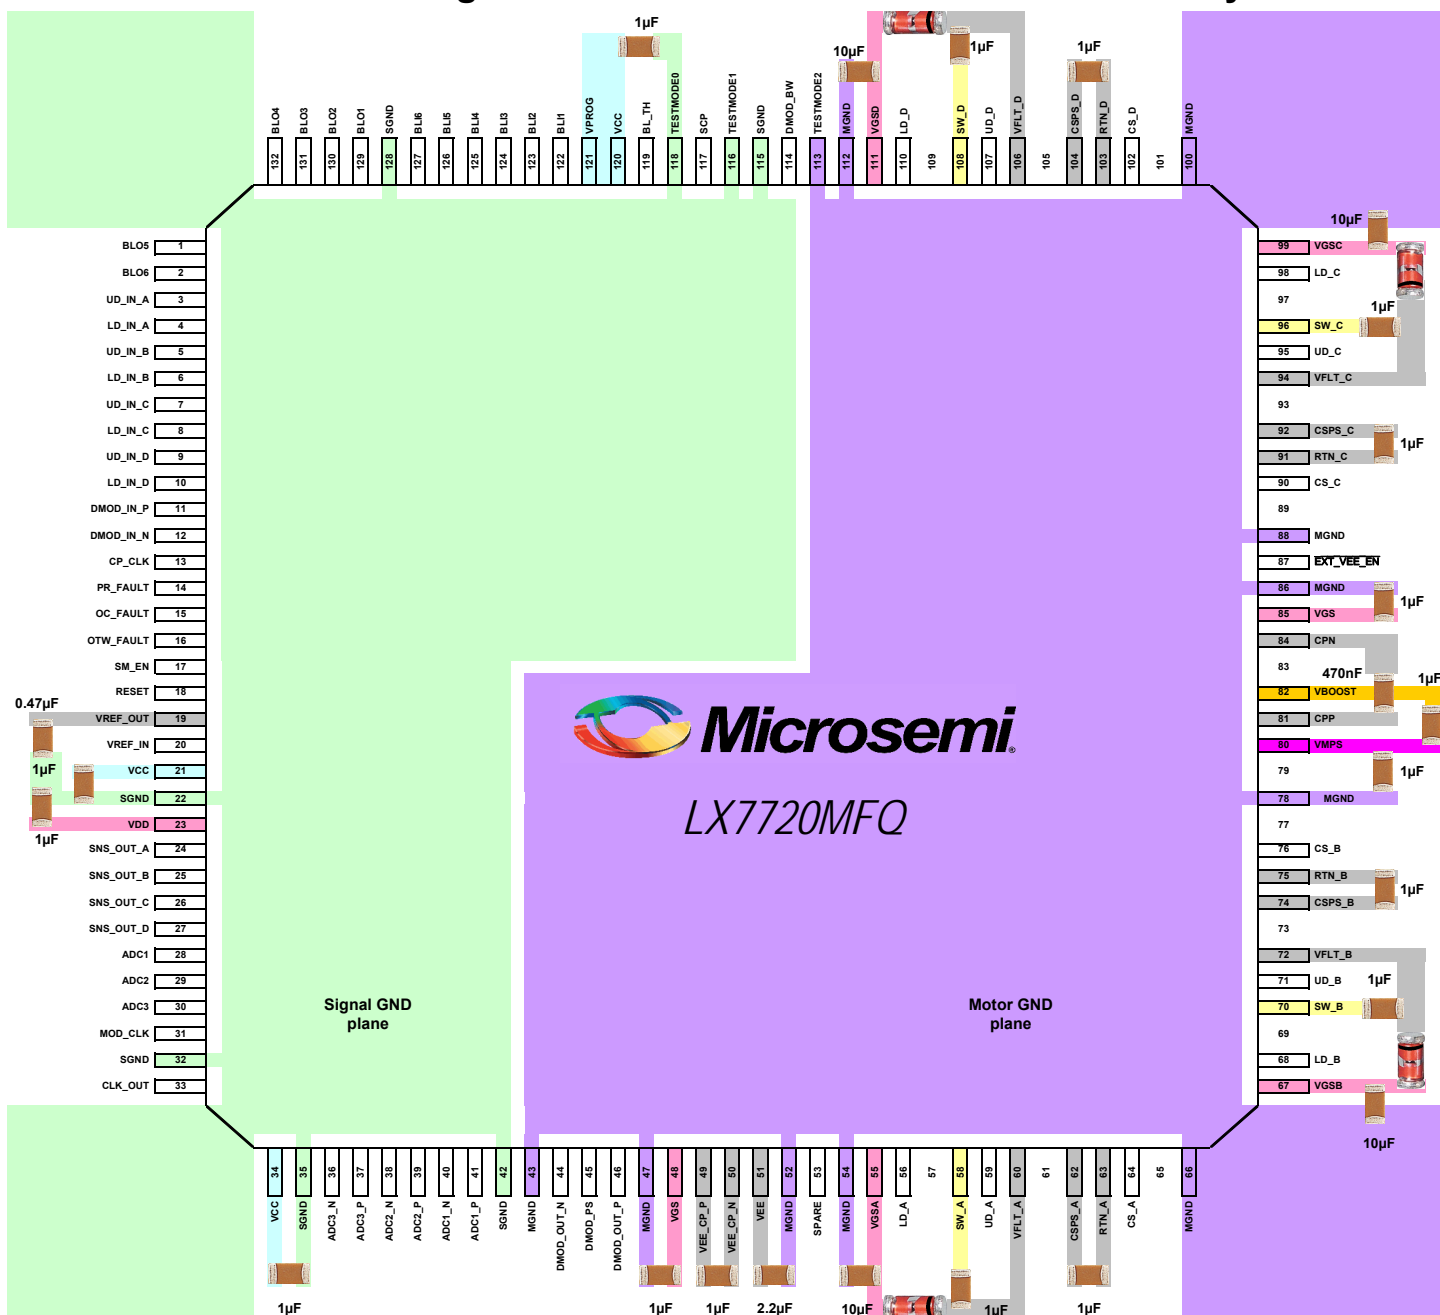 1µF
10µF
1µF
1µF
132 BLO4
131 BLO3
130 BLO2
129 BLO1
128 SGND
127 BLI6
126 BLI5
125 BLI4
124 BLI3
123 BLI2
122 BLI1
121 VPROG
120 VCC
119 BL_TH
118 TESTMODE0
117 SCP
116 TESTMODE1
115 SGND
114 DMOD_BW
113 TESTMODE2
112 MGND
111 VGSD
110 LD_D
109
108 SW_D
107 UD_D
106 VFLT_D
105
104 CSPS_D
103 RTN_D
102 CS_D
101
100 MGND
BLO5 1
BLO6 2
UD_IN_A 3
LD_IN_A 4
UD_IN_B 5
LD_IN_B 6
UD_IN_C 7
LD_IN_C 8
UD_IN_D 9
LD_IN_D 10
DMOD_IN_P 11
DMOD_IN_N 12
CP_CLK 13
PR_FAULT 14
OC_FAULT 15
OTW_FAULT 16
SM_EN 17
RESET 18
0.47µF
VREF_OUT 19
VREF_IN 20
1µF
VCC 21
SGND 22
VDD 23
1µF
SNS_OUT_A 24
SNS_OUT_B 25
SNS_OUT_C 26
SNS_OUT_D 27
ADC1 28
ADC2 29
ADC3 30
MOD_CLK 31
SGND 32
CLK_OUT 33
Microsemi
LX7720MFQ
Signal GND
plane
Motor GND
plane
10µF
99 VGSC
98 LD_C
97
1µF
96 SW_C
95 UD_C
94 VFLT_C
93
92 CSPS_C
1µF
91 RTN_C
90 CS_C
89
88 MGND
87 EXT_VEE_EN
86 MGND
1µF
85 VGS
84 CPN
83
470nF
1µF
82 VBOOST
81 CPP
80 VMPS
79
1µF
78 MGND
77
76 CS_B
75 RTN_B
1µF
74 CSPS_B
73
72 VFLT_B
71 UD_B
1µF
70 SW_B
69
68 LD_B
67 VGSB
10µF
34 VCC
35 SGND
36 ADC3_N
37 ADC3_P
38 ADC2_N
39 ADC2_P
40 ADC1_N
41 ADC1_P
42 SGND
43 MGND
44 DMOD_OUT_N
45 DMOD_PS
46 DMOD_OUT_P
47 MGND
48 VGS
49 VEE_CP_P
50 VEE_CP_N
51 VEE
52 MGND
53 SPARE
54 MGND
55 VGSA
56 LD_A
57
58 SW_A
59 UD_A
60 VFLT_A
61
62 CSPS_A
63 RTN_A
64 CS_A
65
66 MGND
1µF
1µF
1µF
2.2µF
10µF
1µF
1µF